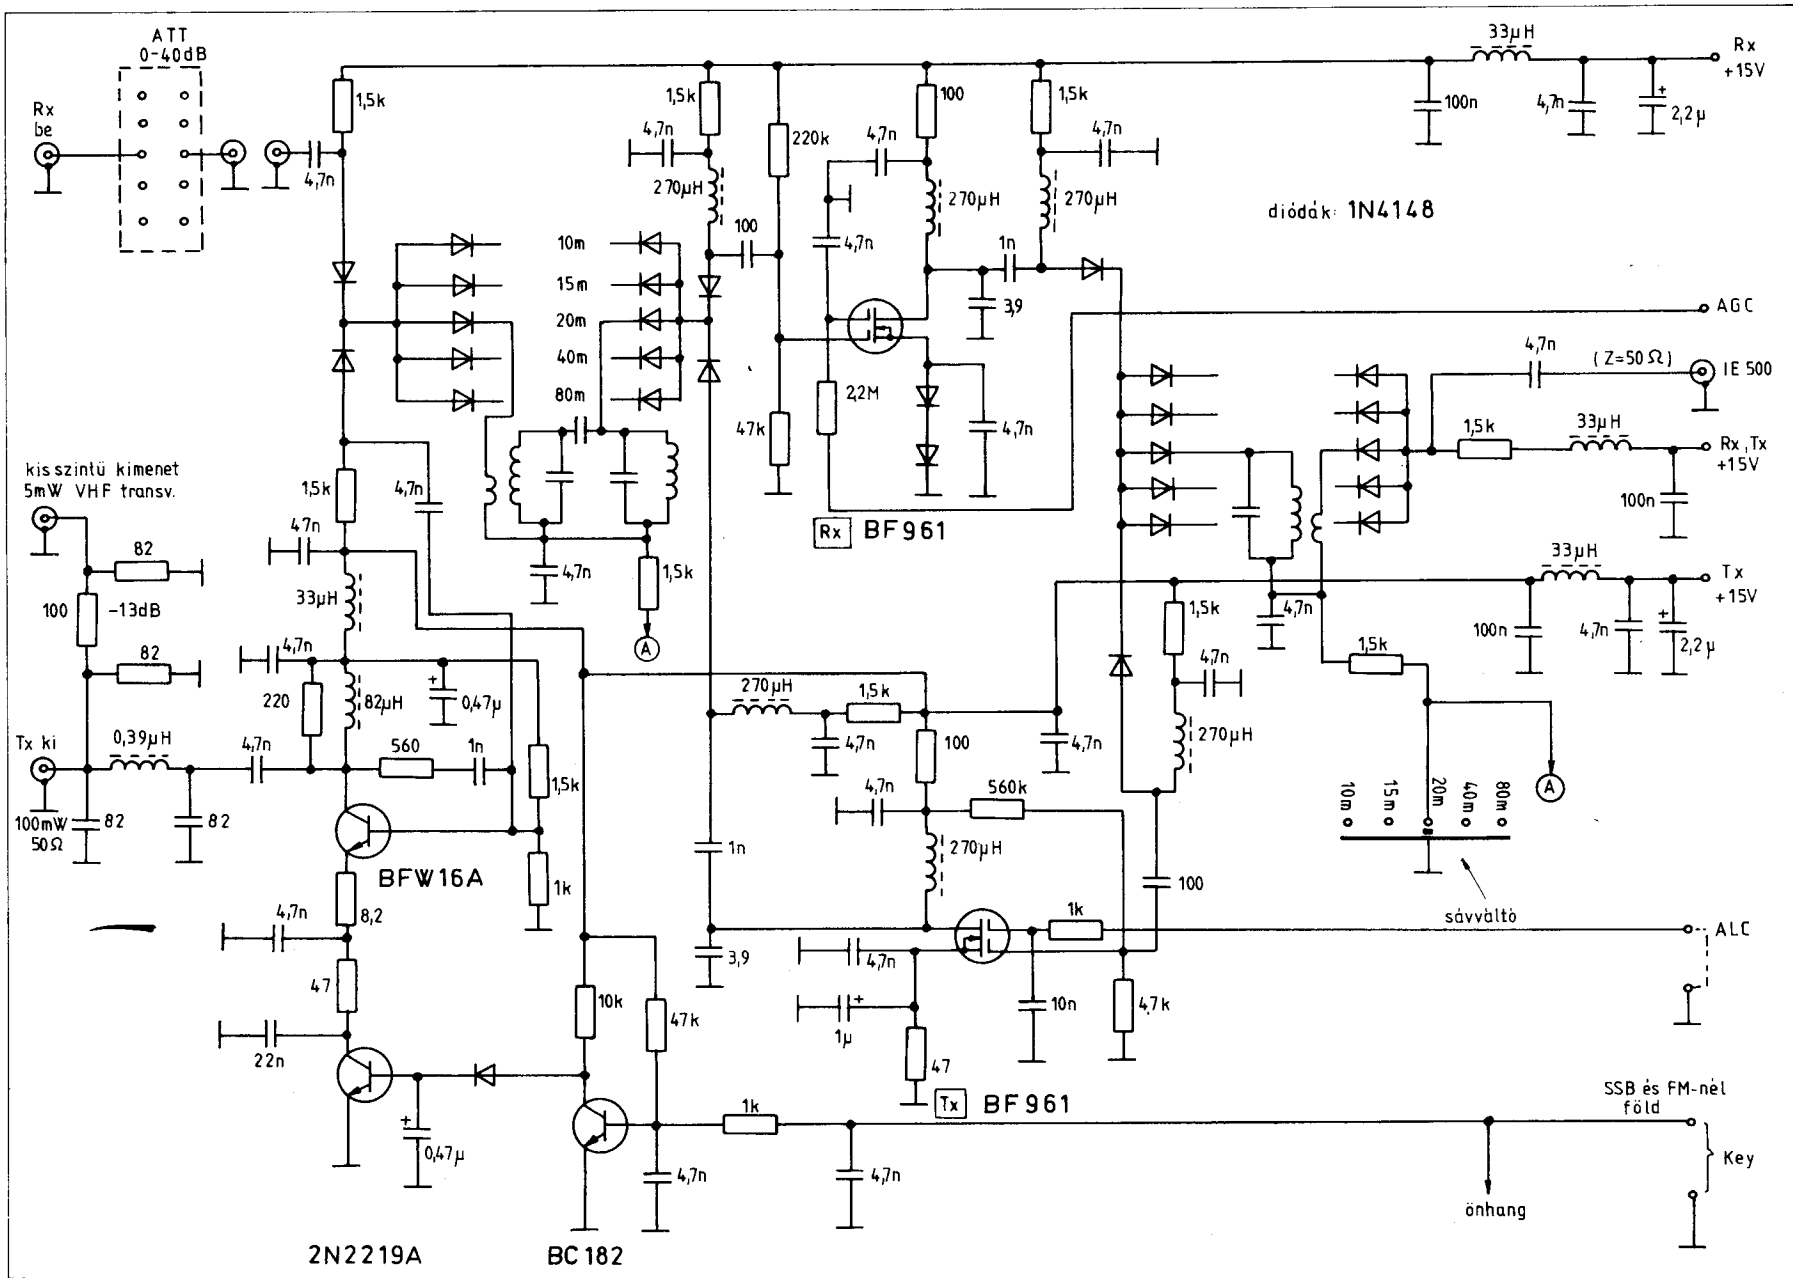 ATT
0-40dB
Rx
be
4,7n
1,5k
1,5k
4,7n
270µH
220k
100
100
4,7n
270µH
4,7n
1,5k
4,7n
270µH
1n
3,9
33µH
100n
4,7n
+
2,2µ
Rx
+15V
diódák: 1N4148
10m
15m
20m
40m
80m
2,2M
47k
4,7n
Rx BF961
AGC
4,7n
(Z=50Ω)
IE 500
1,5k
33µH
Rx,Tx
+15V
100n
kis szintű kimenet
5mW VHF transv.
82
100
-13dB
82
1,5k
4,7n
47n
33µH
4,7n
220
82µH
+
0,47µ
4,7n
1,5k
A
33µH
Tx
+15V
100n
4,7n
+
2,2µ
4,7n
1,5k
1,5k
4,7n
270µH
A
Tx ki
0,39µH
4,7n
560
1n
1,5k
100mW
50Ω
82
82
BFW16A
1k
8,2
4,7n
47
22n
270µH
1,5k
4,7n
100
4,7n
4,7n
560k
270µH
1n
100
10m
15m
20m
40m
80m
sávváltó
1k
ALC
3,9
4,7n
+
1µ
47
10n
4,7k
10k
47k
Tx BF961
+
0,47µ
1k
4,7n
4,7n
SSB és FM-nél
föld
Key
önhang
2N2219A
BC182